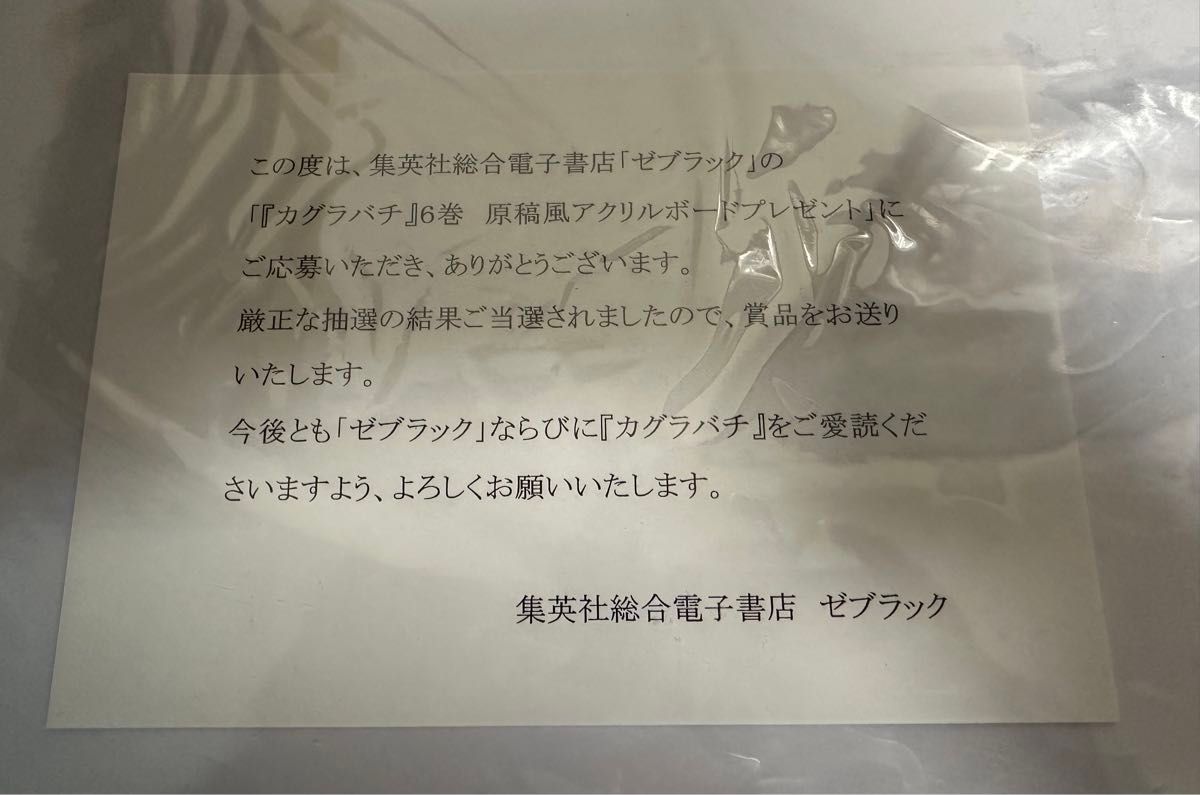 この度は、集英社総合電子書店「ゼブラック」の
「『カグラバチ』6巻　原稿風アクリルボードプレゼント」に
ご応募いただき、ありがとうございます。
厳正な抽選の結果ご当選されましたので、賞品をお送り
いたします。
今後とも「ゼブラック」ならびに『カグラバチ』をご愛読くだ
さいますよう、よろしくお願いいたします。
集英社総合電子書店　ゼブラック